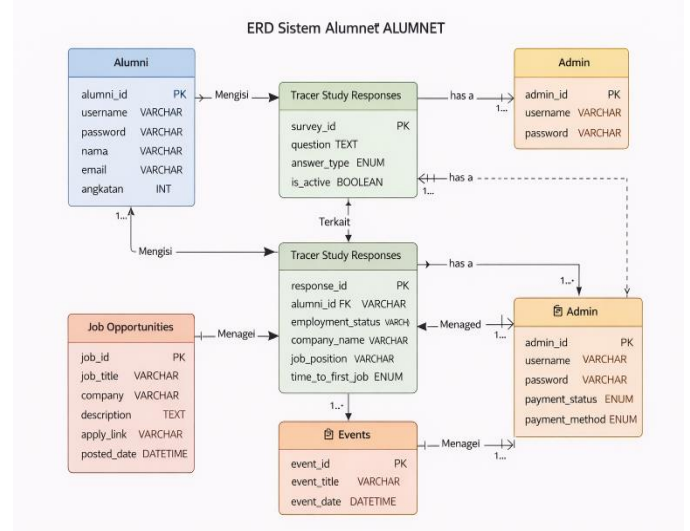 ERD Sistem Alumnet ALUMNET
Alumni
alumni_id PK
username VARCHAR
password VARCHAR
nama VARCHAR
email VARCHAR
angkatan INT
1...
Mengisi
Tracer Study Responses
survey_id PK
question TEXT
answer_type ENUM
is_active BOOLEAN
has a
1...
Admin
admin_id PK
username VARCHAR
password VARCHAR
has a
1...
Terkait
Mengisi
Tracer Study Responses
response_id PK
alumni_id FK VARCHAR
employment_status VARCH
company_name VARCHAR
job_position VARCHAR
time_to_first_job ENUM
has a
1..
Job Opportunities
job_id PK
job_title VARCHAR
company VARCHAR
description TEXT
apply_link VARCHAR
posted_date DATETIME
Menagei
Menaged
1...
Admin
admin_id PK
username VARCHAR
password VARCHAR
payment_status ENUM
payment_method ENUM
1..
Events
event_id PK
event_title VARCHAR
event_date DATETIME
Menagei
1...